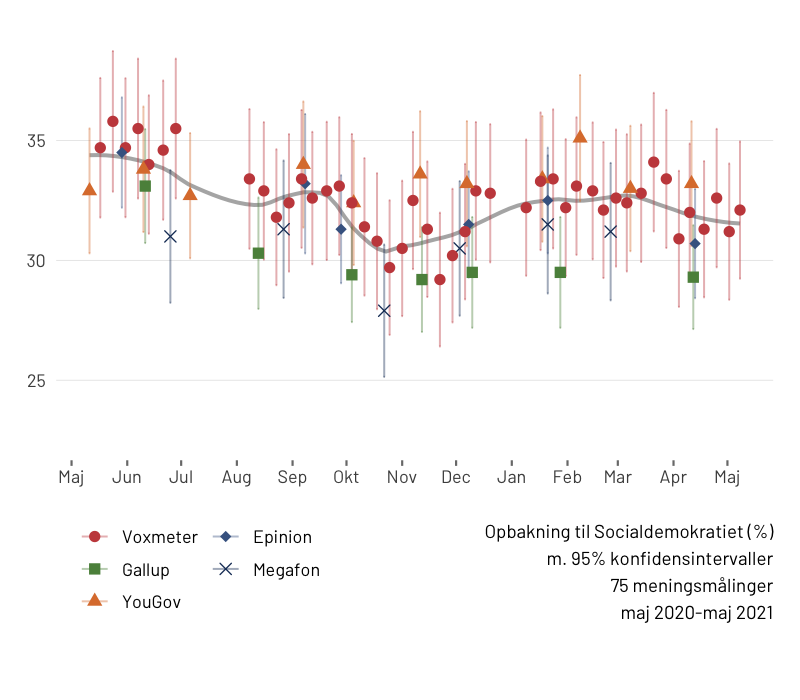 35
30
25
Maj Jun Jul Aug Sep Okt Nov Dec Jan Feb Mar Apr Maj
Voxmeter Epinion
Gallup Megafon
YouGov
Opbakning til Socialdemokratiet (%)
m. 95% konfidensintervaller
75 meningsmålinger
maj 2020-maj 2021